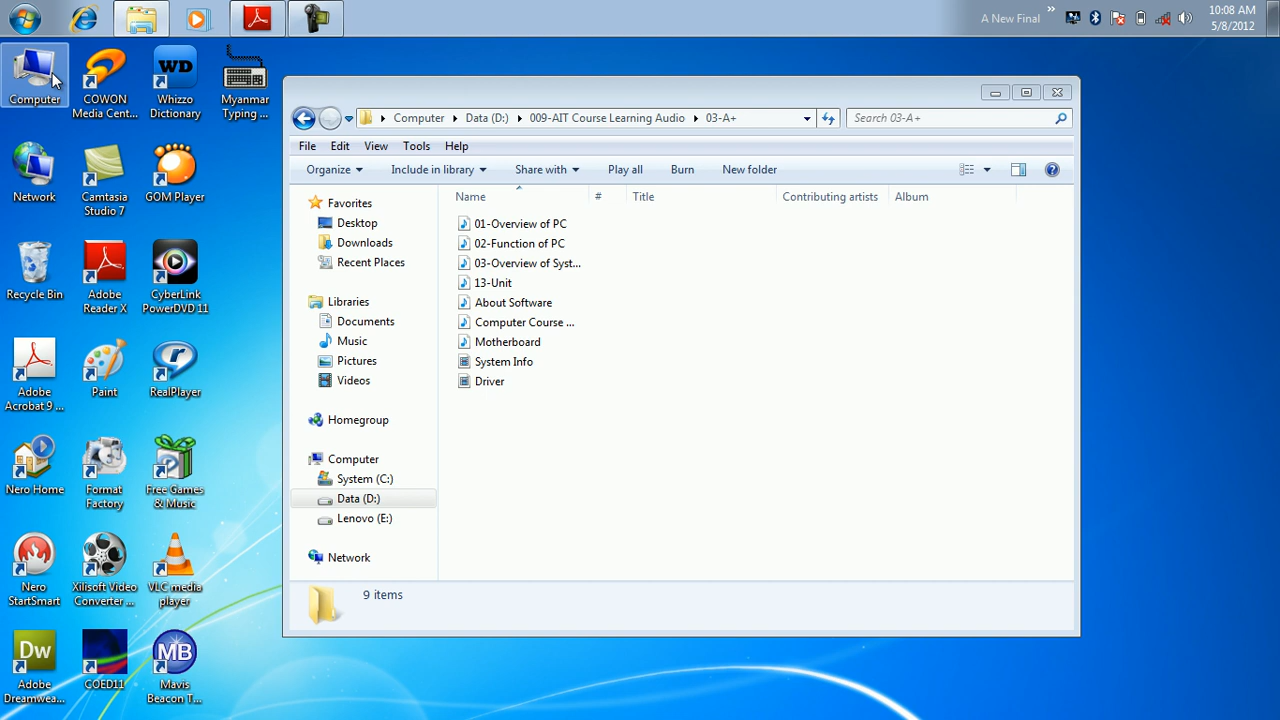 A New Final
»
10:08 AM
5/8/2012
Computer
COWON
Media Cent...
Whizzo
Dictionary
Myanmar
Typing ...
Network
Camtasia
Studio 7
GOM Player
Recycle Bin
Adobe
Reader X
CyberLink
PowerDVD 11
Adobe
Acrobat 9 ...
Paint
RealPlayer
Nero Home
Format
Factory
Free Games
& Music
Nero
StartSmart
Xilisoft Video
Converter ...
VLC media
player
Dw
Adobe
Dreamwea...
COED11
MB
Mavis
Beacon T...
WD
Computer
Data (D:)
009-AIT Course Learning Audio
03-A+
Search 03-A+
File Edit View Tools Help
Organize Include in library Share with Play all Burn New folder
Name # Title Contributing artists Album
Favorites
Desktop
Downloads
Recent Places
Libraries
Documents
Music
Pictures
Videos
Homegroup
Computer
System (C:)
Data (D:)
Lenovo (E:)
Network
01-Overview of PC
02-Function of PC
03-Overview of Syst...
13-Unit
About Software
Computer Course ...
Motherboard
System Info
Driver
9 items